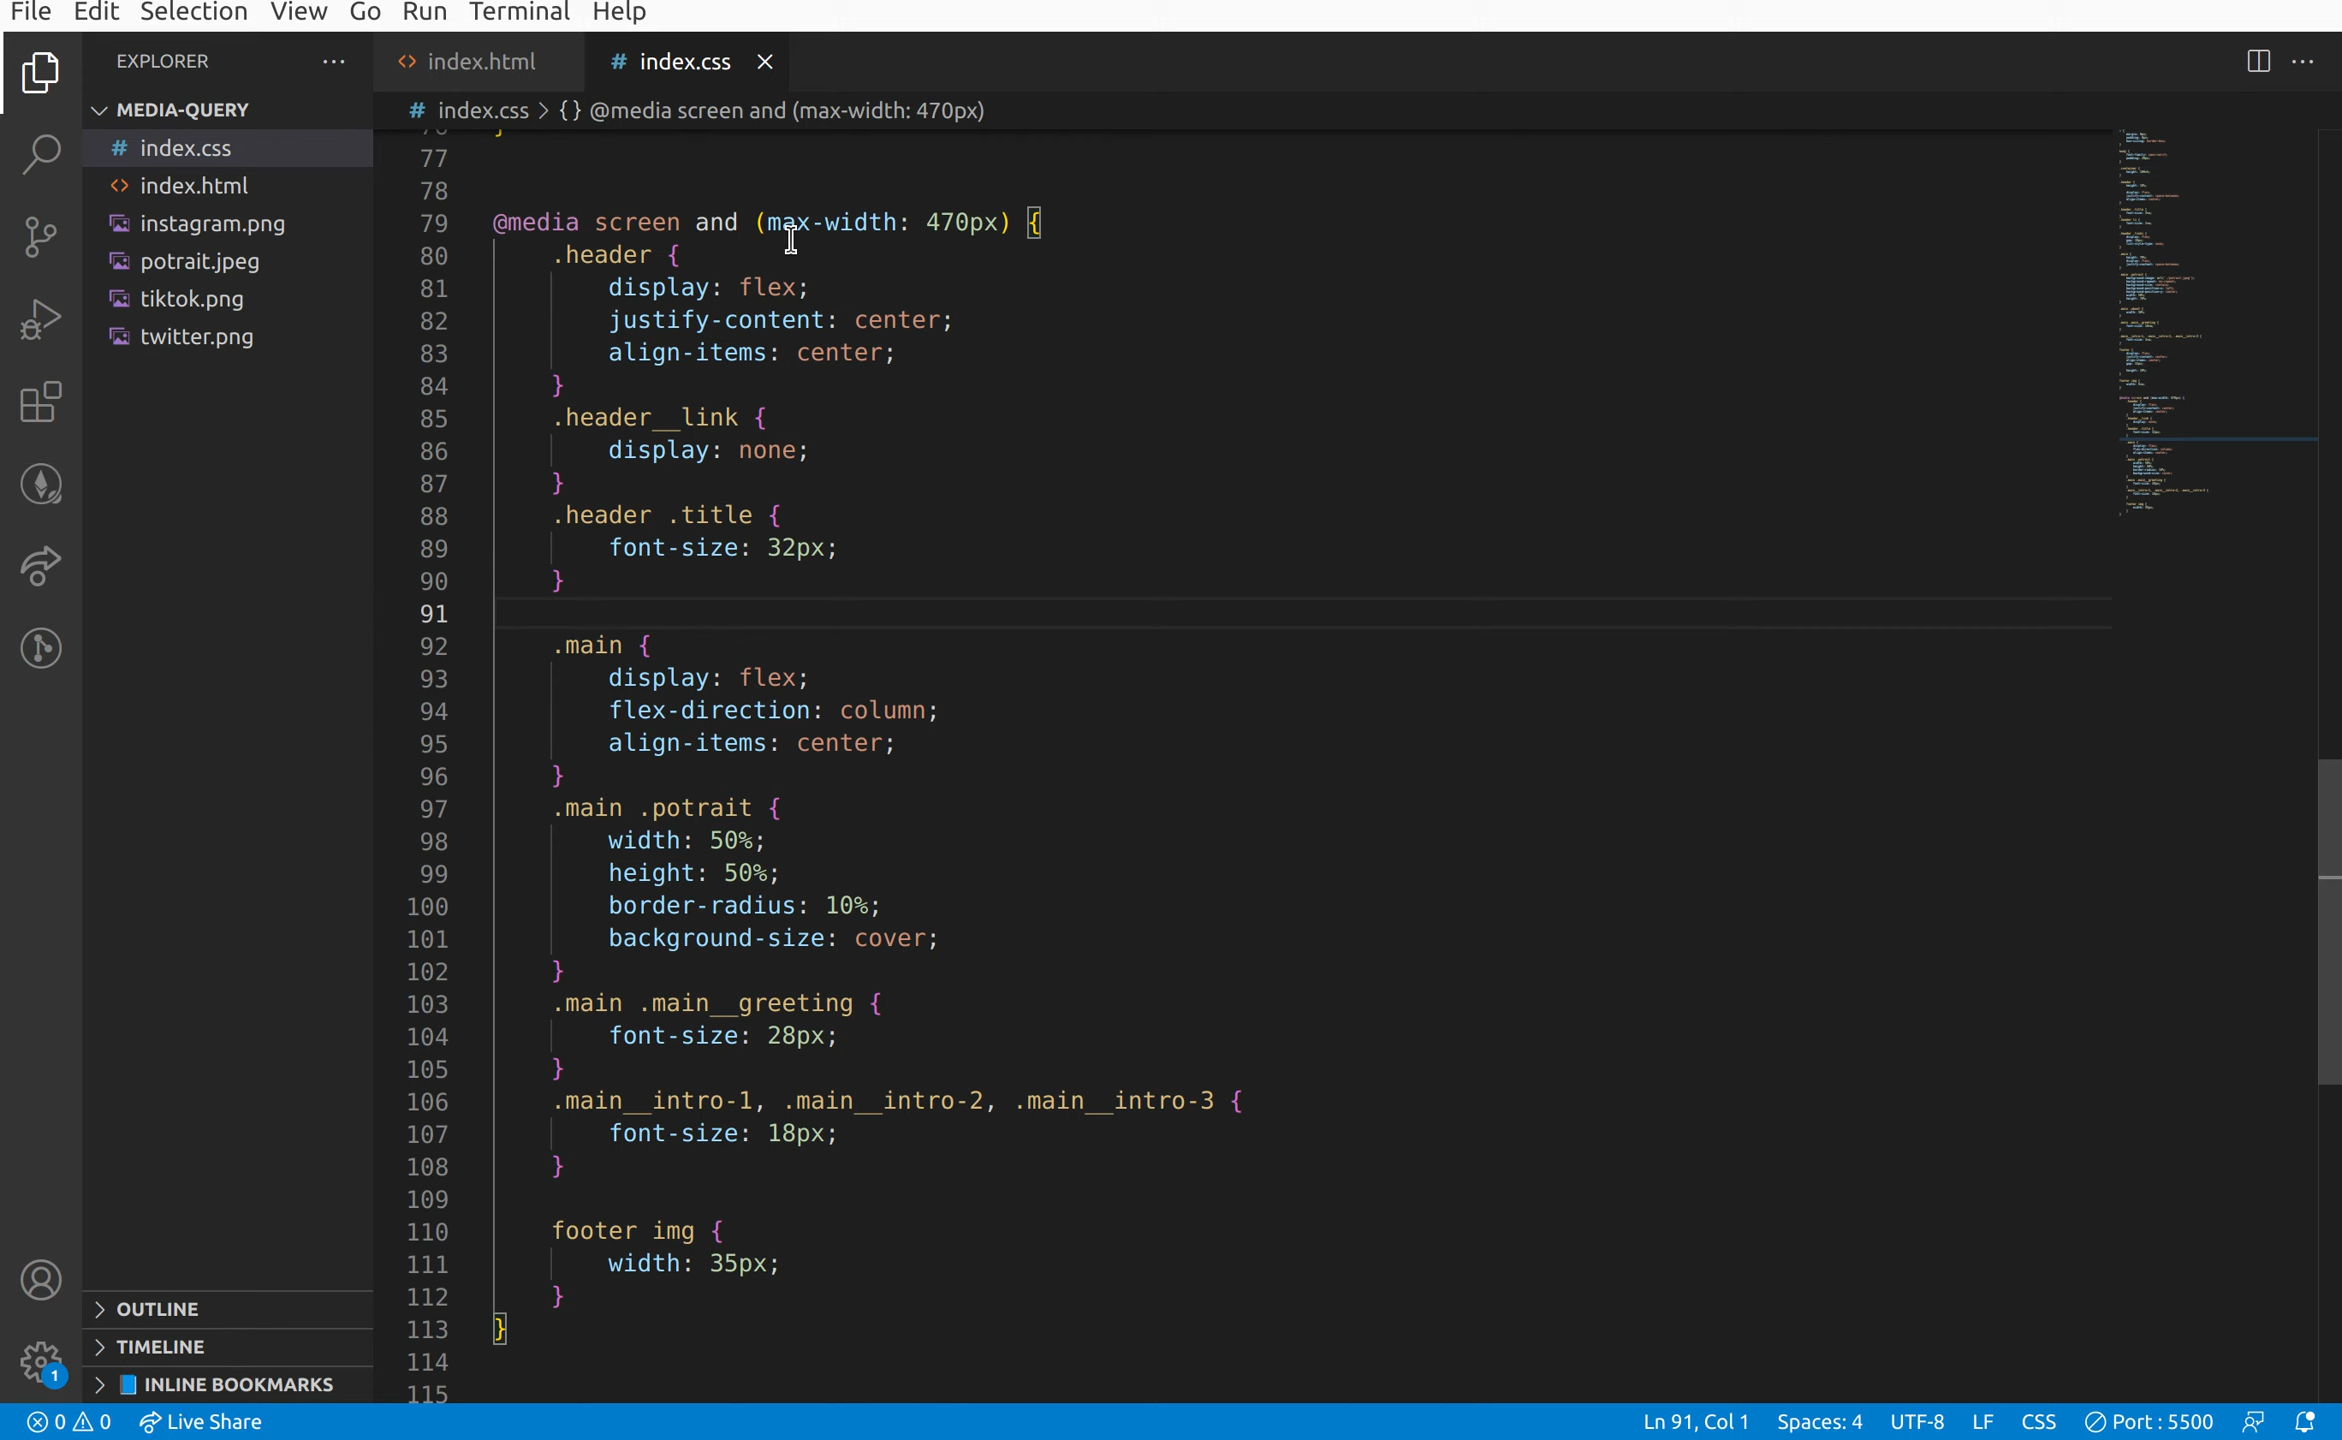 File Edit Selection View Go Run Terminal Help
EXPLORER
MEDIA-QUERY
# index.css
<> index.html
instagram.png
potrait.jpeg
tiktok.png
twitter.png
OUTLINE
TIMELINE
INLINE BOOKMARKS
<> index.html
# index.css
# index.css > {} @media screen and (max-width: 470px)
76 }
77
78
79 @media screen and (max-width: 470px) {
80 .header {
81 display: flex;
82 justify-content: center;
83 align-items: center;
84 }
85 .header__link {
86 display: none;
87 }
88 .header .title {
89 font-size: 32px;
90 }
91
92 .main {
93 display: flex;
94 flex-direction: column;
95 align-items: center;
96 }
97 .main .potrait {
98 width: 50%;
99 height: 50%;
100 border-radius: 10%;
101 background-size: cover;
102 }
103 .main .main__greeting {
104 font-size: 28px;
105 }
106 .main__intro-1, .main__intro-2, .main__intro-3 {
107 font-size: 18px;
108 }
109
110 footer img {
111 width: 35px;
112 }
113 }
114
115
1
0 0 Live Share Ln 91, Col 1 Spaces: 4 UTF-8 LF CSS Port : 5500